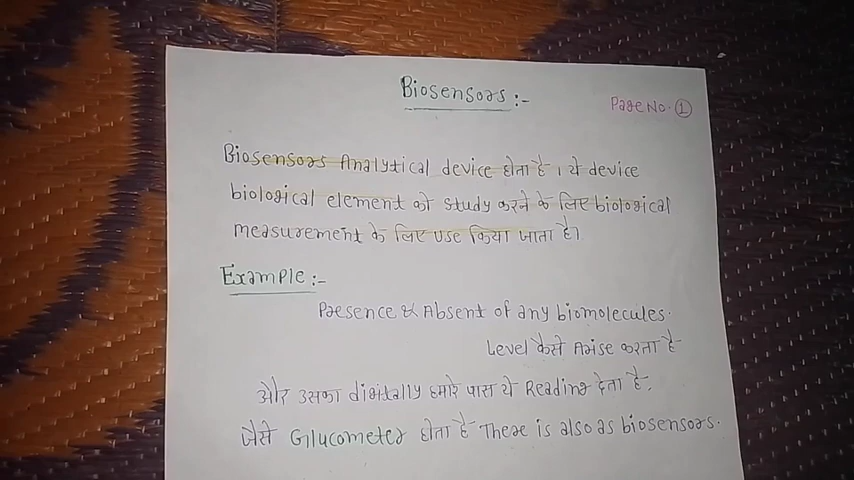 Biosensors :-
Page No. 1
Biosensors Analytical device होता है । ये device
biological element को study करने के लिए biological
measurement के लिए use किया जाता है।
Example :-
Presence & Absent of any biomolecules.
Level कैसे Arise करता है
और उसका digitally हमारे पास ये Reading देता है,
जैसे Glucometer होता है There is also as biosensors.